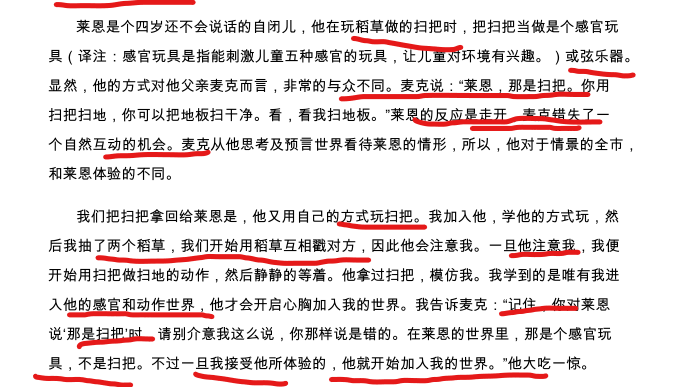 莱恩是个四岁还不会说话的自闭儿，他在玩稻草做的扫把时，把扫把当做是个感官玩
具（译注：感官玩具是指能刺激儿童五种感官的玩具，让儿童对环境有兴趣。）或弦乐器。
显然，他的方式对他父亲麦克而言，非常的与众不同。麦克说：“莱恩，那是扫把。你用
扫把扫地，你可以把地板扫干净。看，看我扫地板。”莱恩的反应是走开，麦克错失了一
个自然互动的机会。麦克从他思考及预言世界看待莱恩的情形，所以，他对于情景的全市，
和莱恩体验的不同。
我们把扫把拿回给莱恩是，他又用自己的方式玩扫把。我加入他，学他的方式玩，然
后我抽了两个稻草，我们开始用稻草互相戳对方，因此他会注意我。一旦他注意我，我便
开始用扫把做扫地的动作，然后静静的等着。他拿过扫把，模仿我。我学到的是唯有我进
入他的感官和动作世界，他才会开启心胸加入我的世界。我告诉麦克：“记住，你对莱恩
说‘那是扫把’时，请别介意我这么说，你那样说是错的。在莱恩的世界里，那是个感官玩
具，不是扫把。不过一旦我接受他所体验的，他就开始加入我的世界。”他大吃一惊。